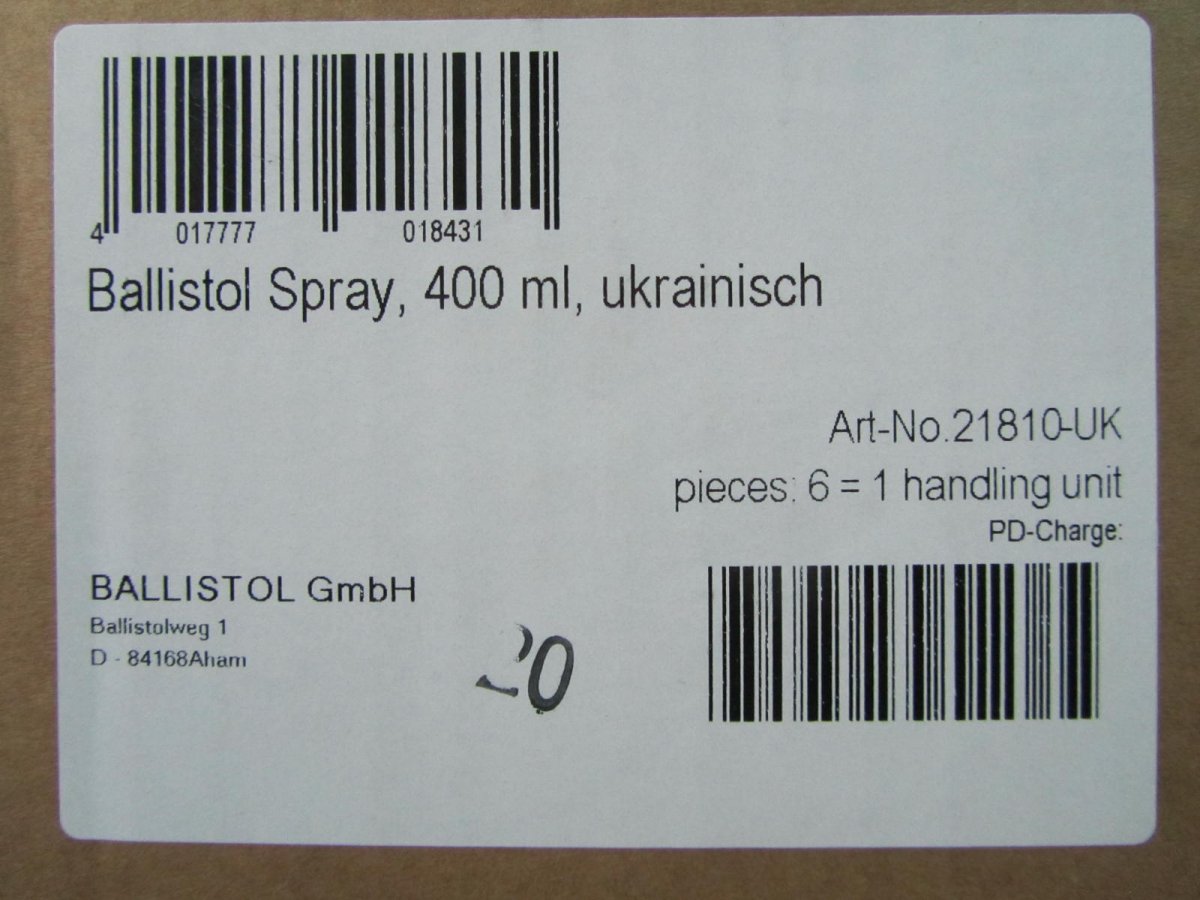 4 017777 018431
Ballistol Spray, 400 ml, ukrainisch
Art-No.21810-UK
pieces: 6 = 1 handling unit
PD-Charge:
BALLISTOL GmbH
Ballistolweg 1
D - 84168Aham
20